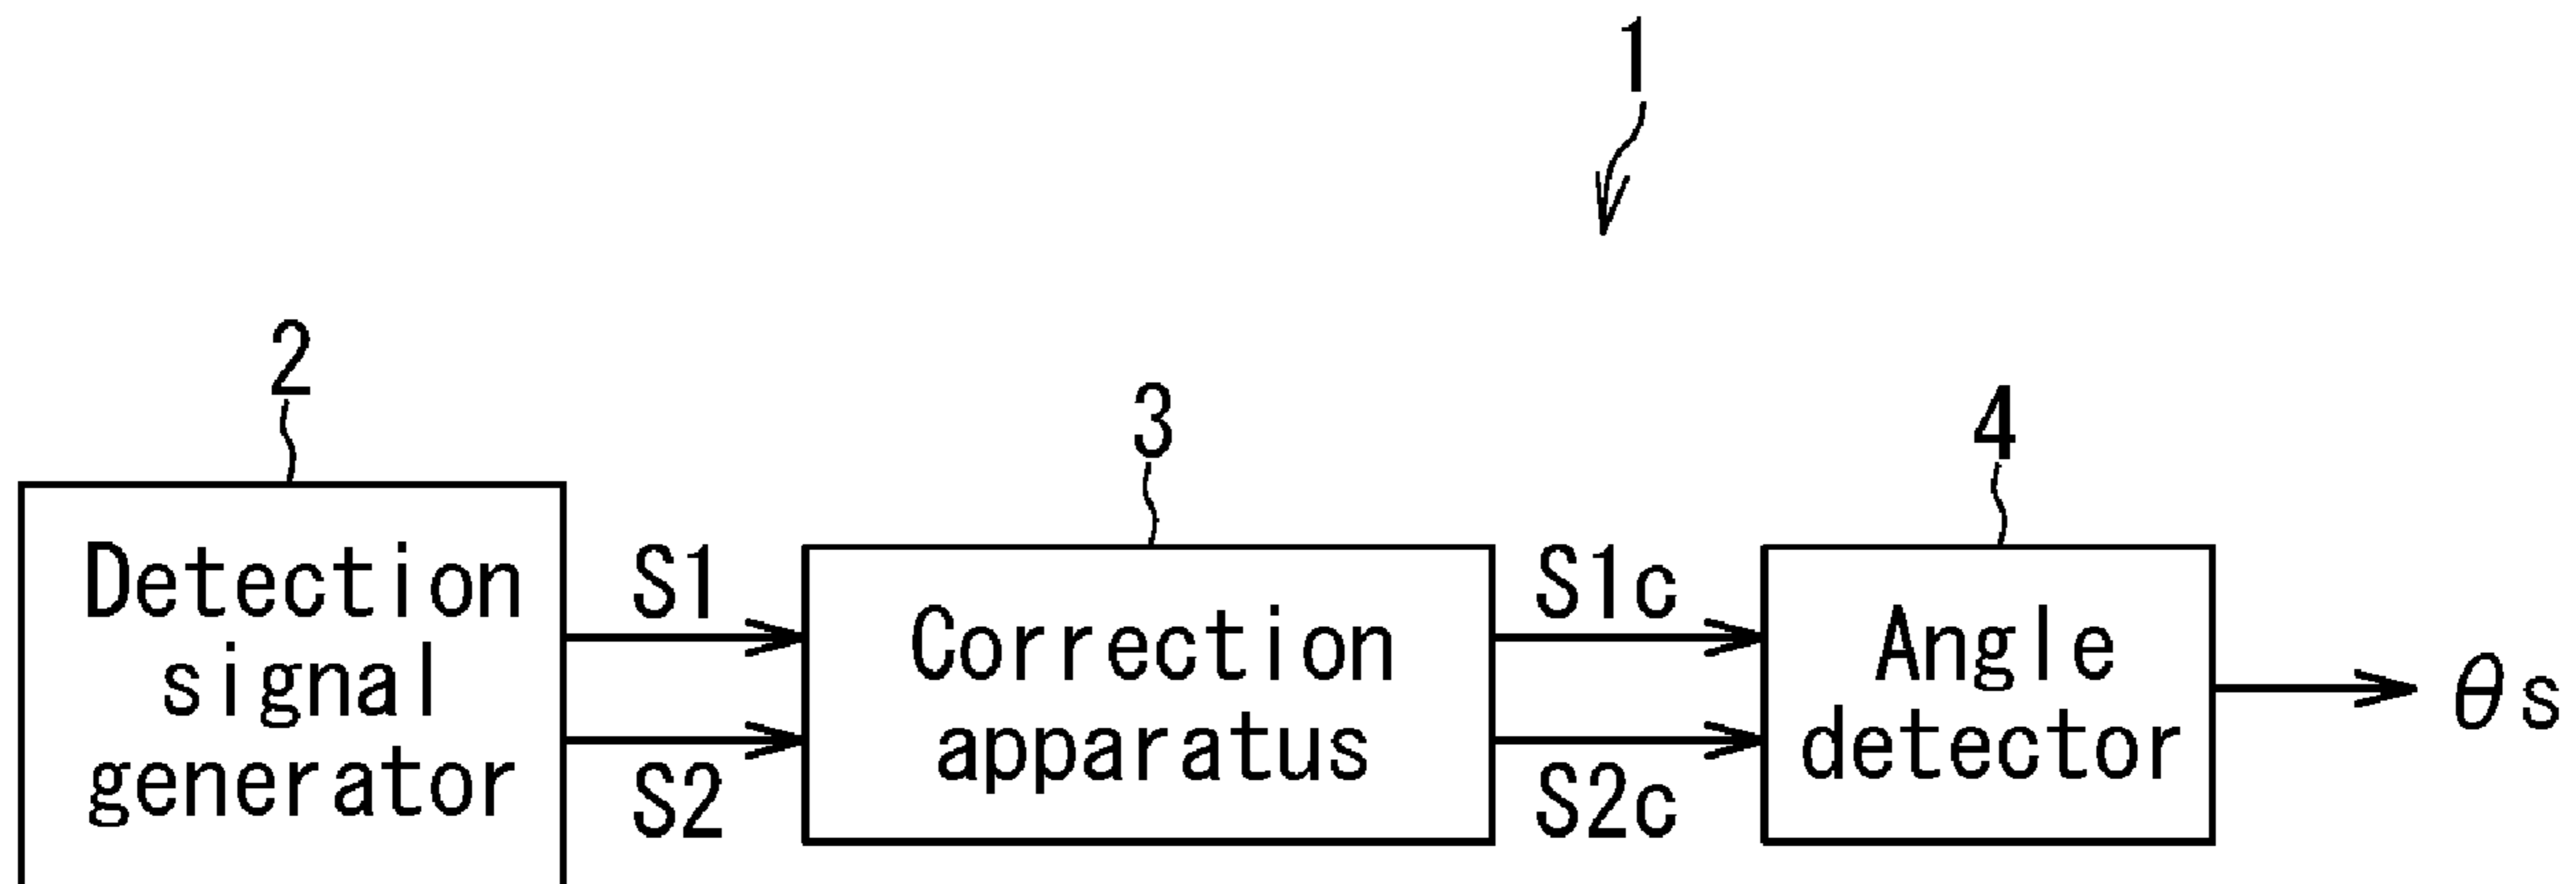 1
2
3
4
Detection
signal
generator
S1
S2
Correction
apparatus
S1c
S2c
Angle
detector
θs